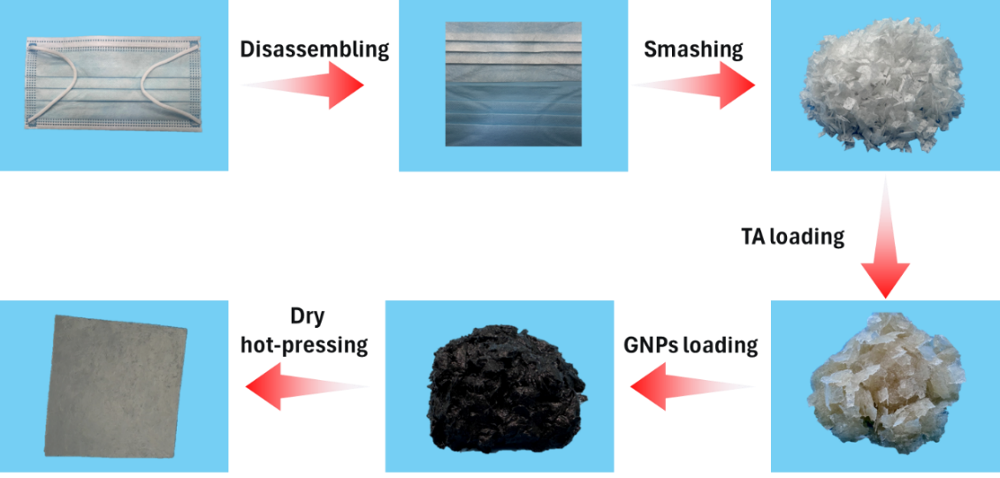 Disassembling
Smashing
TA loading
GNPs loading
Dry
hot-pressing